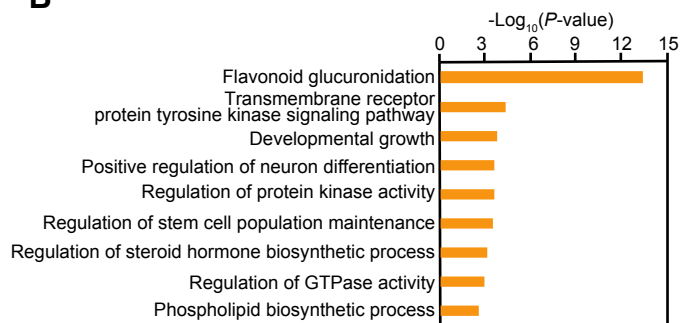 B
-Log10(P-value)
0 3 6 9 12 15
Flavonoid glucuronidation
Transmembrane receptor
protein tyrosine kinase signaling pathway
Developmental growth
Positive regulation of neuron differentiation
Regulation of protein kinase activity
Regulation of stem cell population maintenance
Regulation of steroid hormone biosynthetic process
Regulation of GTPase activity
Phospholipid biosynthetic process